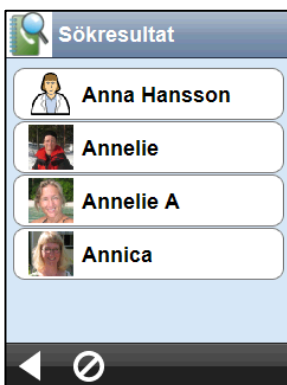 Sökresultat
Anna Hansson
Annelie
Annelie A
Annica